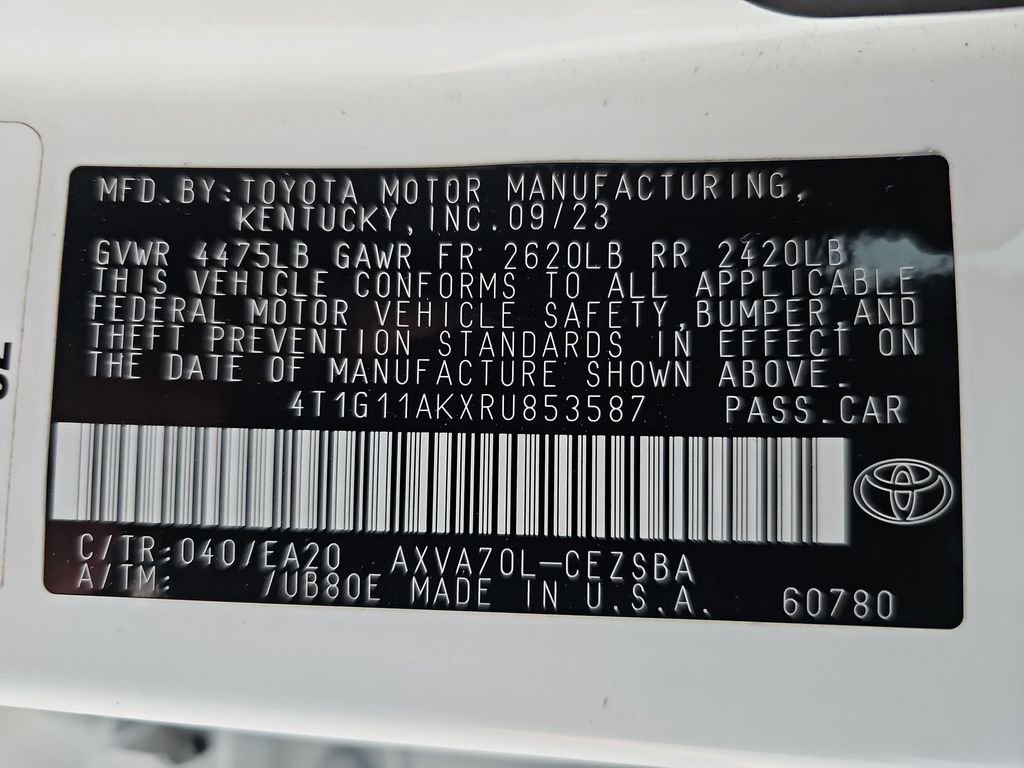 MFD.BY:TOYOTA MOTOR MANUFACTURING,
KENTUCKY,INC.09/23
GVWR 4475LB GAWR FR 2620LB RR 2420LB
THIS VEHICLE CONFORMS TO ALL APPLICABLE
FEDERAL MOTOR VEHICLE SAFETY,BUMPER,AND
THEFT PREVENTION STANDARDS IN EFFECT ON
THE DATE OF MANUFACTURE SHOWN ABOVE.
4T1G11AKXRU853587 PASS.CAR
C/TR:040/EA20 AXVA70L-CEZSBA
A/TM: /UB80E MADE IN U.S.A. 60780